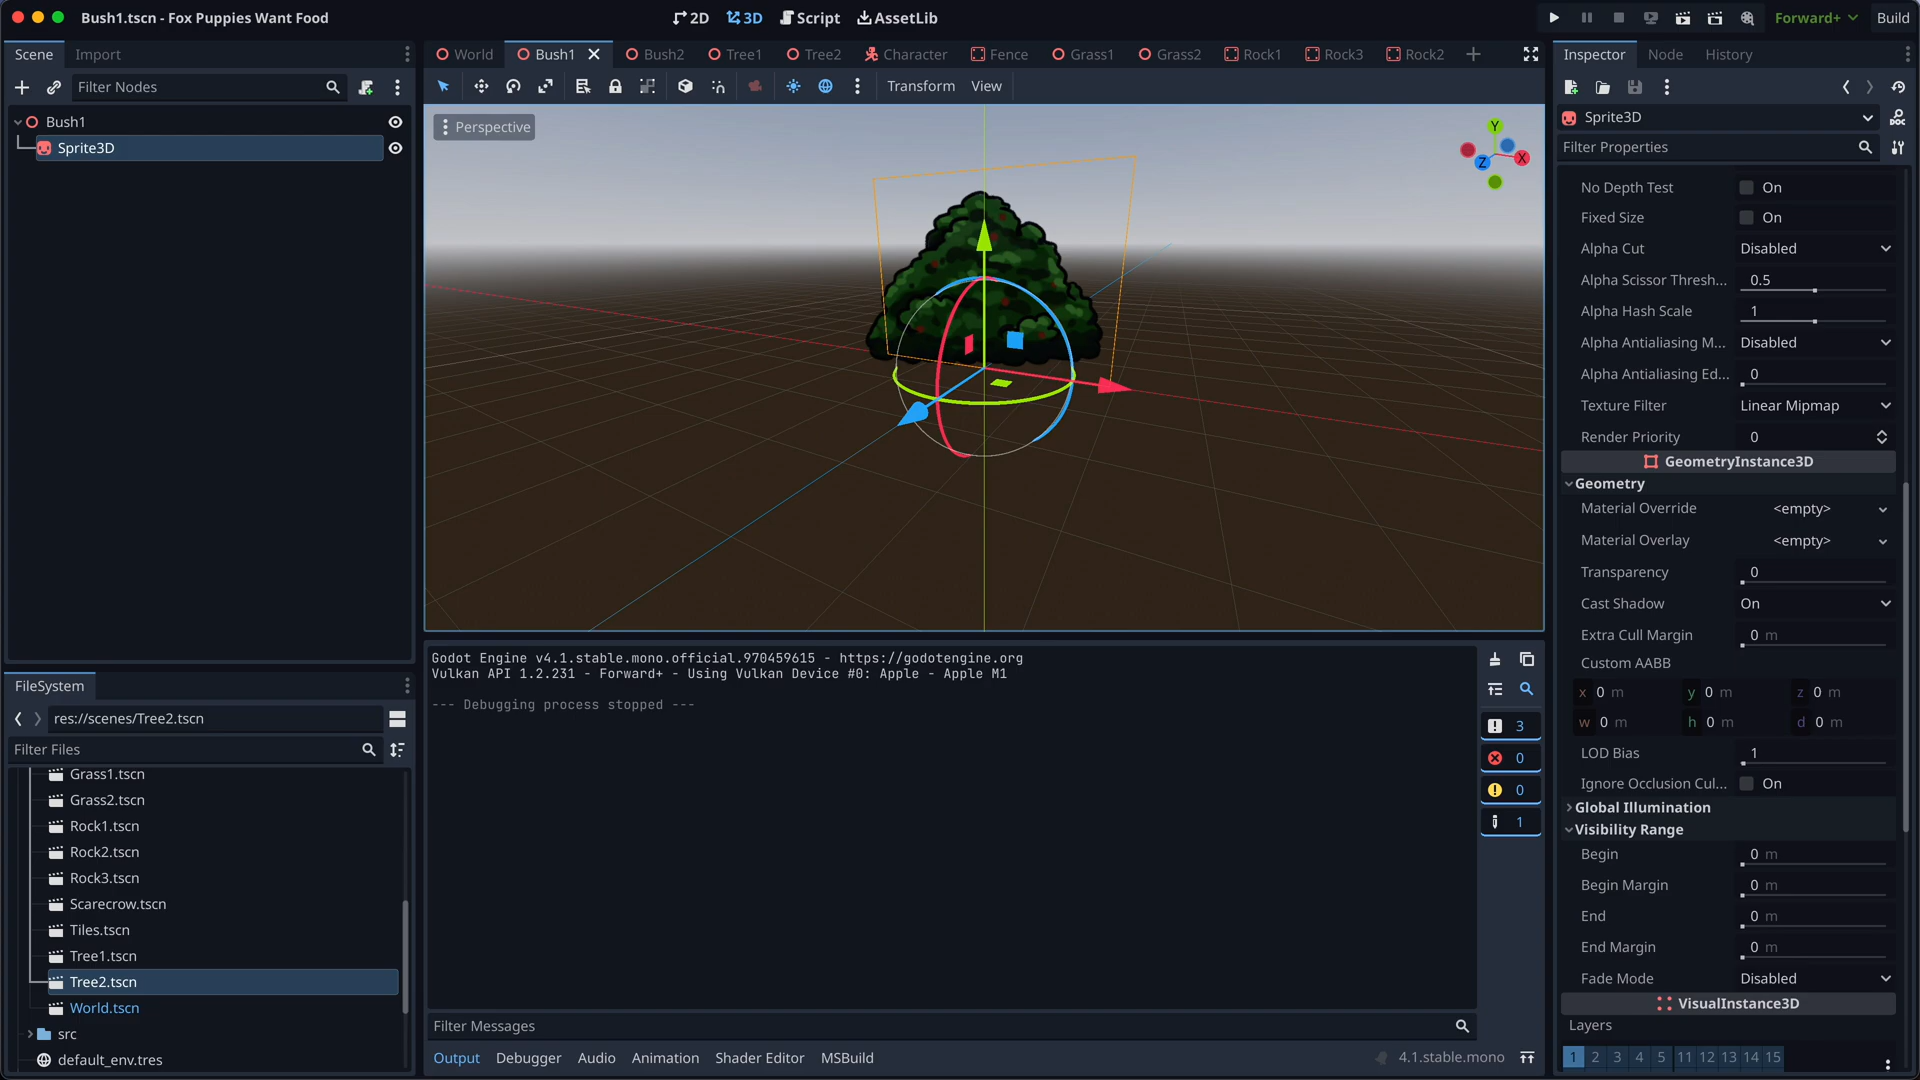 Bush1.tscn - Fox Puppies Want Food
2D 3D Script AssetLib
Forward+ Build
Scene Import
World Bush1 Bush2 Tree1 Tree2 Character Fence Grass1 Grass2 Rock1 Rock3 Rock2
Inspector Node History
Filter Nodes
Transform View
Bush1
Sprite3D
Perspective
Y
X
Z
Sprite3D
DOC
Filter Properties
No Depth Test On
Fixed Size On
Alpha Cut Disabled
Alpha Scissor Thresh... 0.5
Alpha Hash Scale 1
Alpha Antialiasing M... Disabled
Alpha Antialiasing Ed... 0
Texture Filter Linear Mipmap
Render Priority 0
GeometryInstance3D
Geometry
Material Override <empty>
Material Overlay <empty>
Transparency 0
Cast Shadow On
Extra Cull Margin 0 m
Custom AABB
x 0 m y 0 m z 0 m
w 0 m h 0 m d 0 m
LOD Bias 1
Ignore Occlusion Cul... On
Global Illumination
Visibility Range
Begin 0 m
Begin Margin 0 m
End 0 m
End Margin 0 m
Fade Mode Disabled
VisualInstance3D
Layers
1 2 3 4 5 11 12 13 14 15
FileSystem
res://scenes/Tree2.tscn
Filter Files
Grass1.tscn
Grass2.tscn
Rock1.tscn
Rock2.tscn
Rock3.tscn
Scarecrow.tscn
Tiles.tscn
Tree1.tscn
Tree2.tscn
World.tscn
src
default_env.tres
Godot Engine v4.1.stable.mono.official.970459615 - https://godotengine.org
Vulkan API 1.2.231 - Forward+ - Using Vulkan Device #0: Apple - Apple M1
--- Debugging process stopped ---
3
0
0
1
Filter Messages
Output Debugger Audio Animation Shader Editor MSBuild
4.1.stable.mono